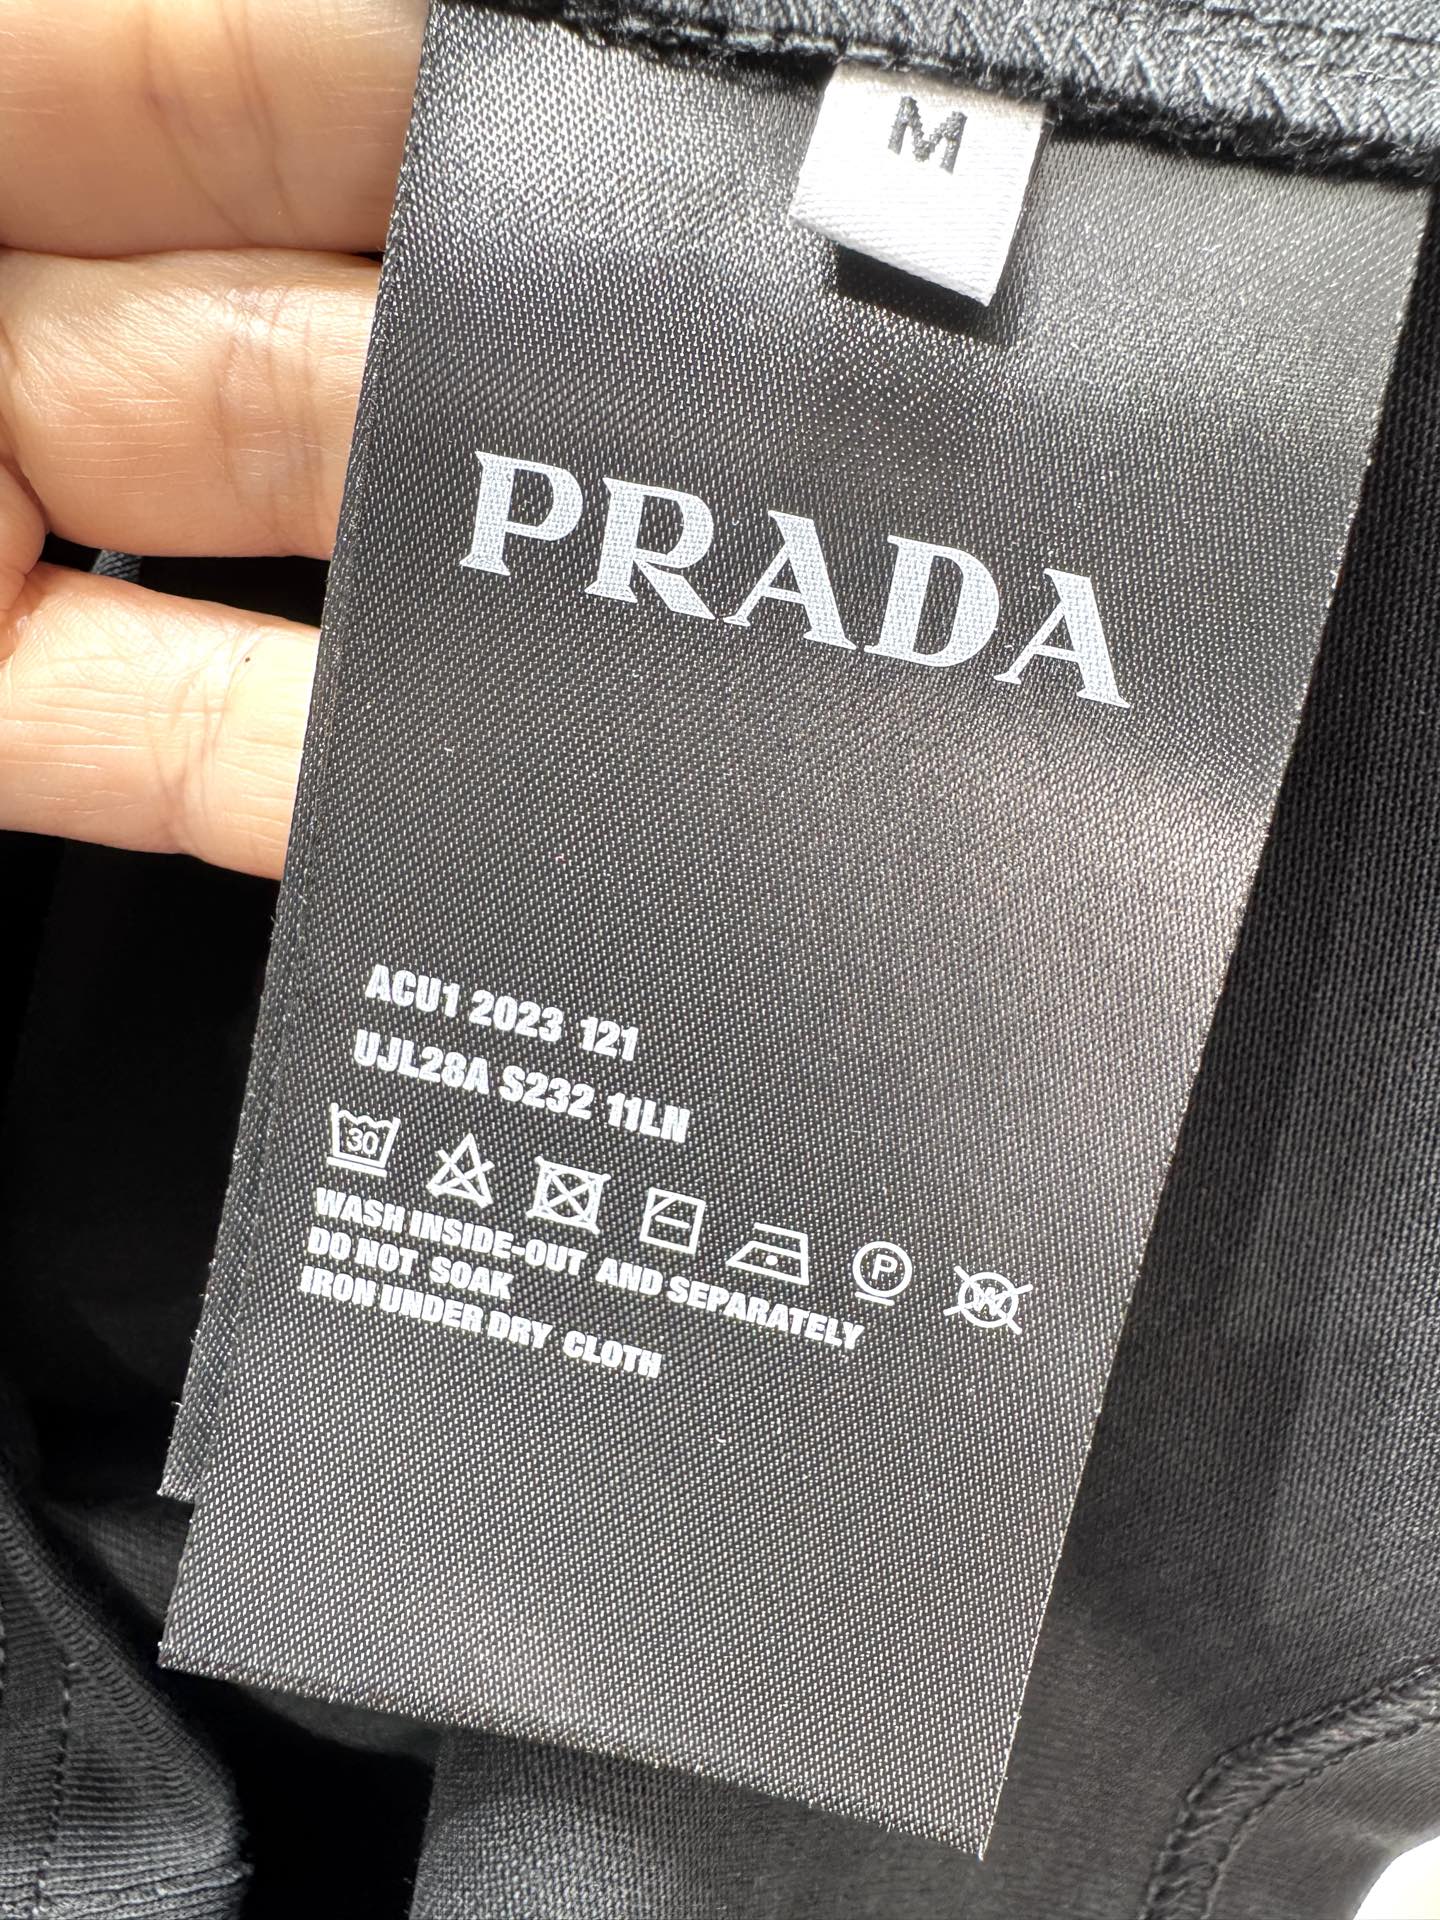 M
PRADA
ACU1 2023 121
UJL28A S232 11LN
30
P
W
WASH INSIDE-OUT AND SEPARATELY
DO NOT SOAK
IRON UNDER DRY CLOTH